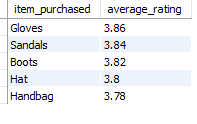 item_purchased average_rating
Gloves 3.86
Sandals 3.84
Boots 3.82
Hat 3.8
Handbag 3.78